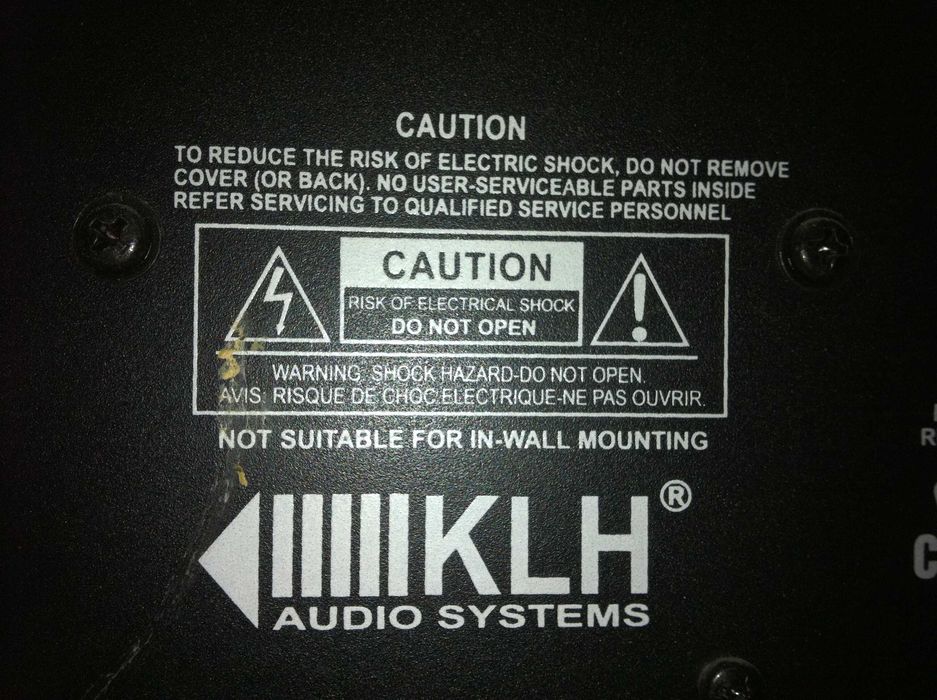 CAUTION
TO REDUCE THE RISK OF ELECTRIC SHOCK, DO NOT REMOVE
COVER (OR BACK). NO USER-SERVICEABLE PARTS INSIDE
REFER SERVICING TO QUALIFIED SERVICE PERSONNEL
CAUTION
RISK OF ELECTRICAL SHOCK
DO NOT OPEN
WARNING: SHOCK HAZARD-DO NOT OPEN.
AVIS: RISQUE DE CHOC ELECTRIQUE-NE PAS OUVRIR.
NOT SUITABLE FOR IN-WALL MOUNTING
KLH®
AUDIO SYSTEMS